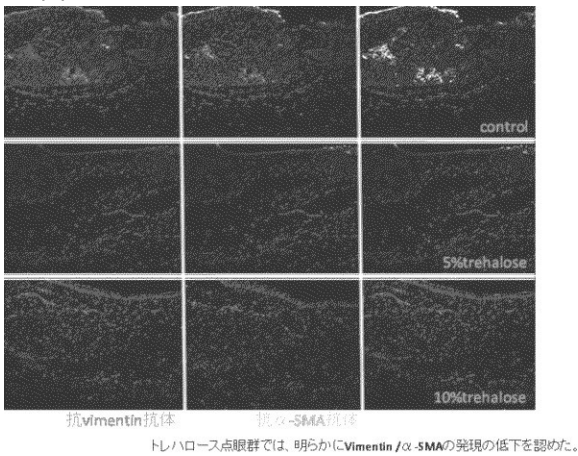 control
5%trehalose
10%trehalose
抗vimentin抗体
抗α-SMA抗体
トレハロース点眼群では、明らかにVimentin /α-SMAの発現の低下を認めた。